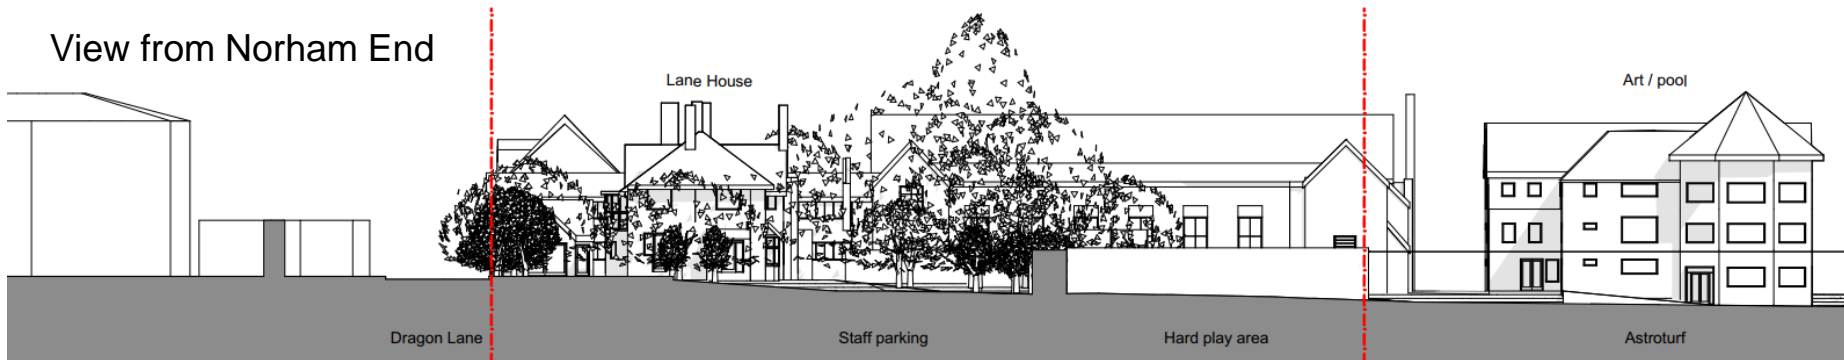 View from Norham End
Lane House
Art / pool
Dragon Lane
Staff parking
Hard play area
Astroturf